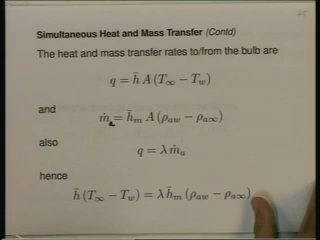 Simultaneous Heat and Mass Transfer (Contd)
The heat and mass transfer rates to/from the bulb are
q = h̄ A (T∞ − Tw)
and
ṁ = h̄m A (ρaw − ρa∞)
also
q = λ ṁa
hence
h̄ (T∞ − Tw) = λ h̄m (ρaw − ρa∞)